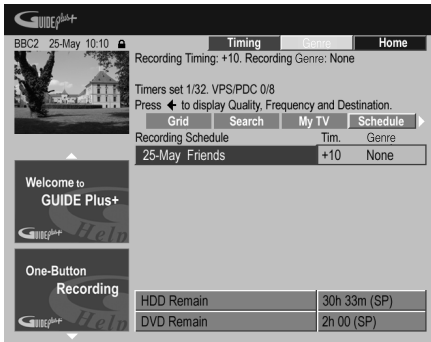 GUIDE plus+
BBC2 25-May 10:10
Timing Genre Home
Recording Timing: +10. Recording Genre: None
Timers set 1/32. VPS/PDC 0/8
Press to display Quality, Frequency and Destination.
Grid Search My TV Schedule
Recording Schedule Tim. Genre
25-May Friends +10 None
Welcome to
GUIDE Plus+
GUIDE plus+ Help
One-Button
Recording
GUIDE plus+ Help
HDD Remain 30h 33m (SP)
DVD Remain 2h 00 (SP)